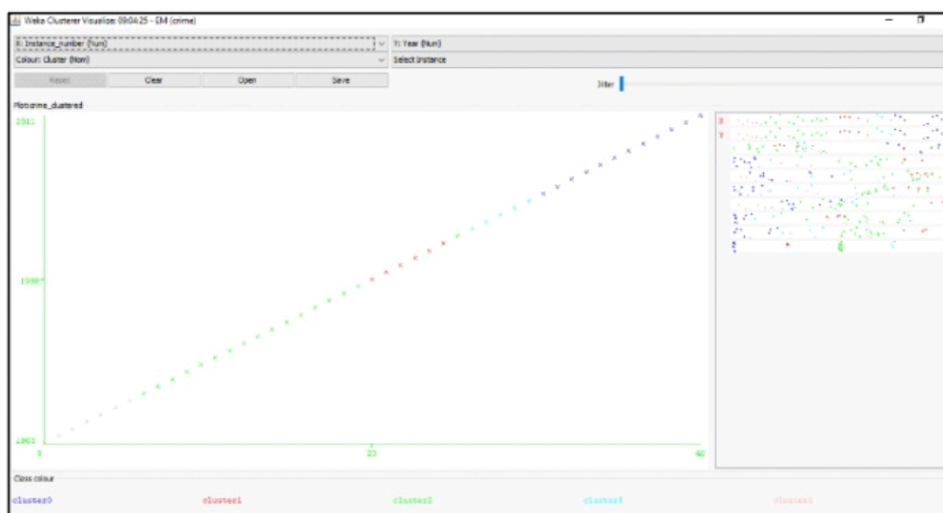 Weka Clusterer Visualize: 09:04:25 - EM (crime)
X: Instance_number (Num) Y: Year (Num)
Colour: Cluster (Nom) Select Instance
Reset Clear Open Save Jitter
Plot:crime_clustered
X
Y
0 20 40
Class colour
cluster0 cluster1 cluster2